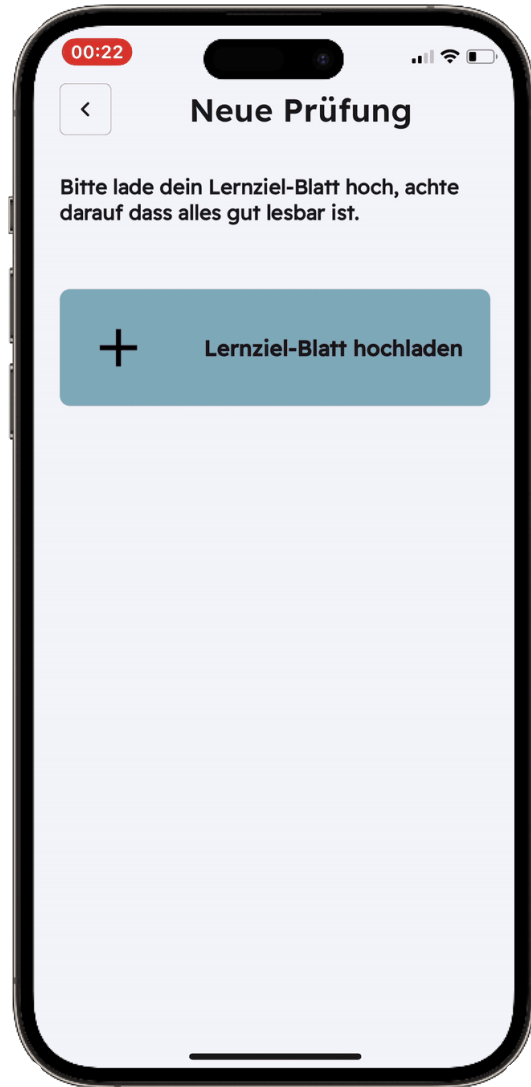 00:22
Neue Prüfung
Bitte lade dein Lernziel-Blatt hoch, achte
darauf dass alles gut lesbar ist.
Lernziel-Blatt hochladen